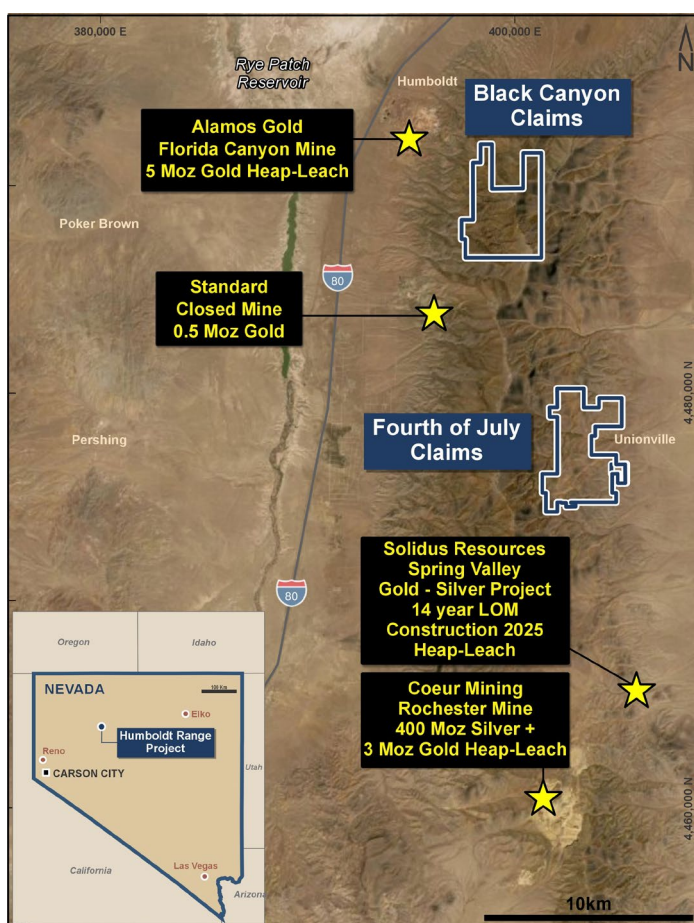 380,000 E
400,000 E
N
Rye Patch
Reservoir
Humboldt
Black Canyon
Claims
Alamos Gold
Florida Canyon Mine
5 Moz Gold Heap-Leach
Poker Brown
80
Standard
Closed Mine
0.5 Moz Gold
4,480,000 N
Fourth of July
Claims
Pershing
Unionville
Solidus Resources
Spring Valley
Gold - Silver Project
14 year LOM
Construction 2025
Heap-Leach
80
Coeur Mining
Rochester Mine
400 Moz Silver +
3 Moz Gold Heap-Leach
4,460,000 N
10km
Oregon
Idaho
NEVADA
100 Km
Elko
Humboldt Range
Project
Reno
CARSON CITY
Utah
California
Las Vegas
Arizona